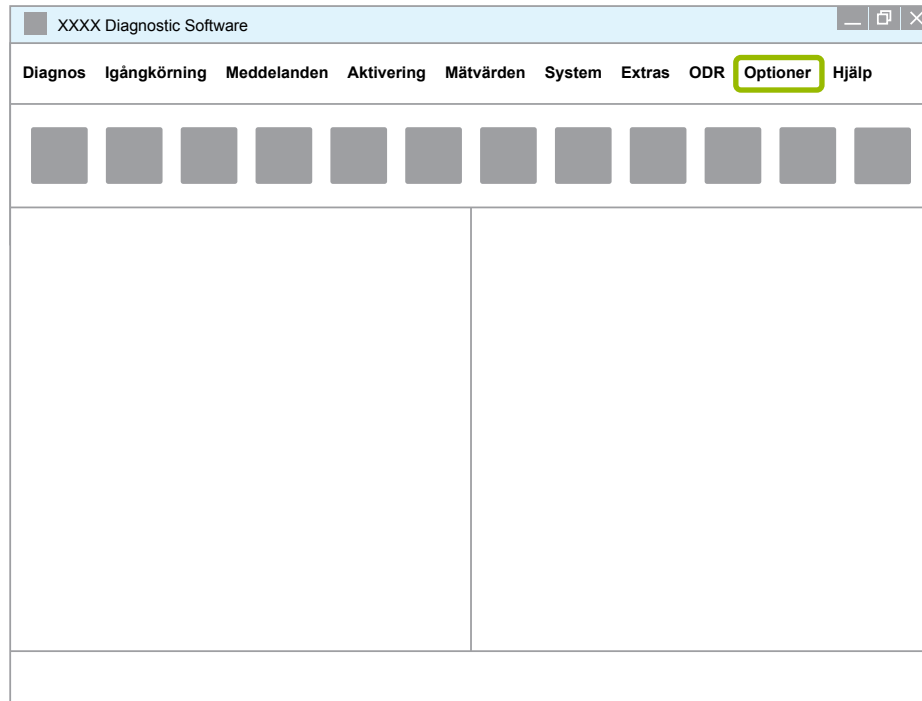 XXXX Diagnostic Software
Diagnos Igångkörning Meddelanden Aktivering Mätvärden System Extras ODR Optioner Hjälp